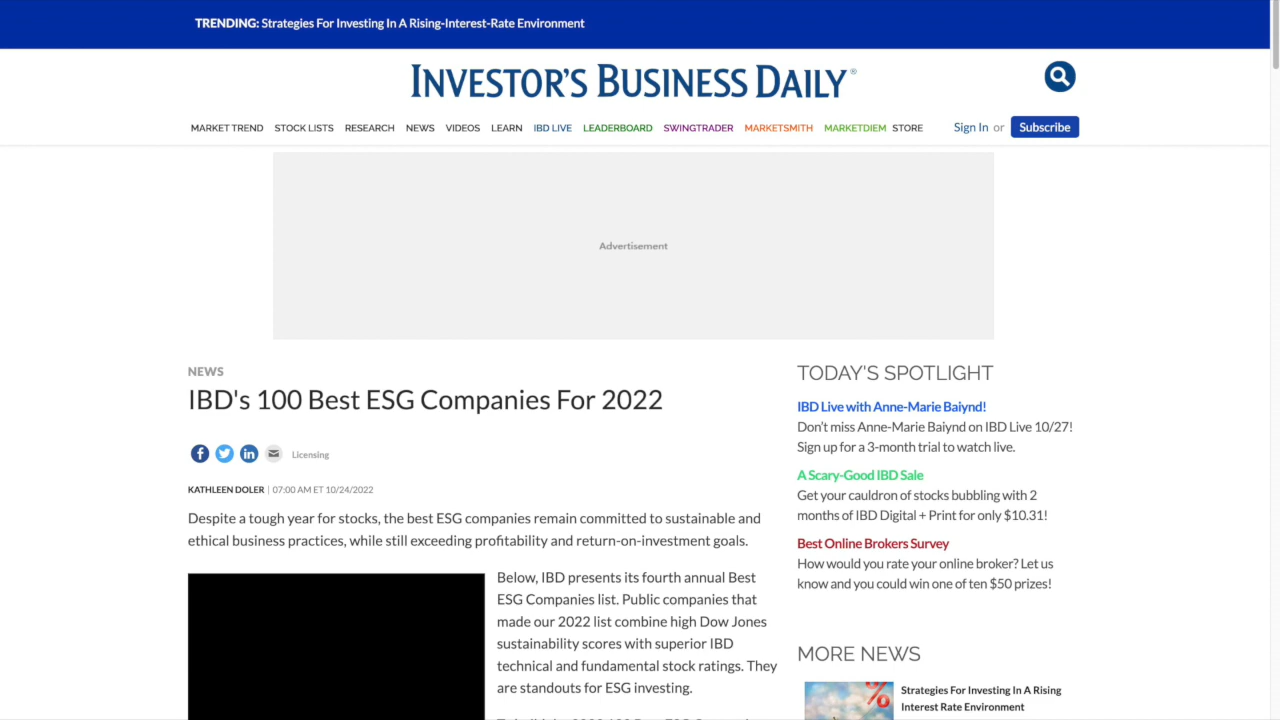 TRENDING: Strategies For Investing In A Rising-Interest-Rate Environment
INVESTOR'S BUSINESS DAILY®
MARKET TREND STOCK LISTS RESEARCH NEWS VIDEOS LEARN IBD LIVE LEADERBOARD SWINGTRADER MARKETSMITH MARKETDIEM STORE Sign In or Subscribe
Advertisement
NEWS
IBD's 100 Best ESG Companies For 2022
Licensing
KATHLEEN DOLER | 07:00 AM ET 10/24/2022
Despite a tough year for stocks, the best ESG companies remain committed to sustainable and
ethical business practices, while still exceeding profitability and return-on-investment goals.
Below, IBD presents its fourth annual Best
ESG Companies list. Public companies that
made our 2022 list combine high Dow Jones
sustainability scores with superior IBD
technical and fundamental stock ratings. They
are standouts for ESG investing.
TODAY'S SPOTLIGHT
IBD Live with Anne-Marie Baiynd!
Don't miss Anne-Marie Baiynd on IBD Live 10/27!
Sign up for a 3-month trial to watch live.
A Scary-Good IBD Sale
Get your cauldron of stocks bubbling with 2
months of IBD Digital + Print for only $10.31!
Best Online Brokers Survey
How would you rate your online broker? Let us
know and you could win one of ten $50 prizes!
MORE NEWS
%
Strategies For Investing In A Rising
Interest Rate Environment